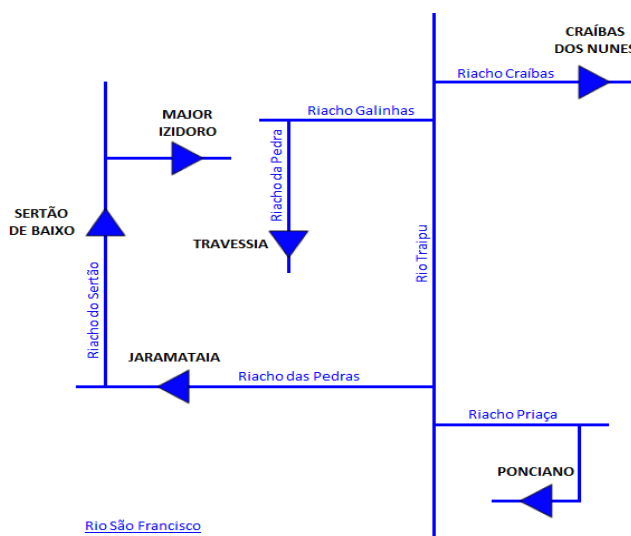 CRAÍBAS
DOS NUNES
Riacho Craíbas
MAJOR
IZIDORO
Riacho Galinhas
Riacho da Pedra
SERTÃO
DE BAIXO
TRAVESSIA
Rio Traipu
Riacho do Sertão
JARAMATAIA
Riacho das Pedras
Riacho Priaça
PONCIANO
Rio São Francisco